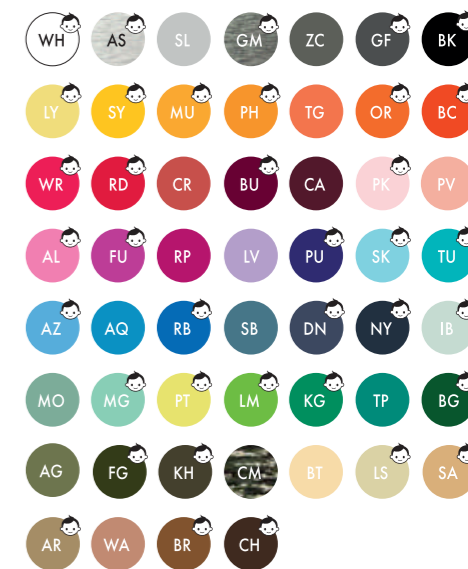 WH AS SL GM ZC GF BK
LY SY MU PH TG OR BC
WR RD CR BU CA PK PV
AL FU RP LV PU SK TU
AZ AQ RB SB DN NY IB
MO MG PT LM KG TP BG
AG FG KH CM BT LS SA
AR WA BR CH